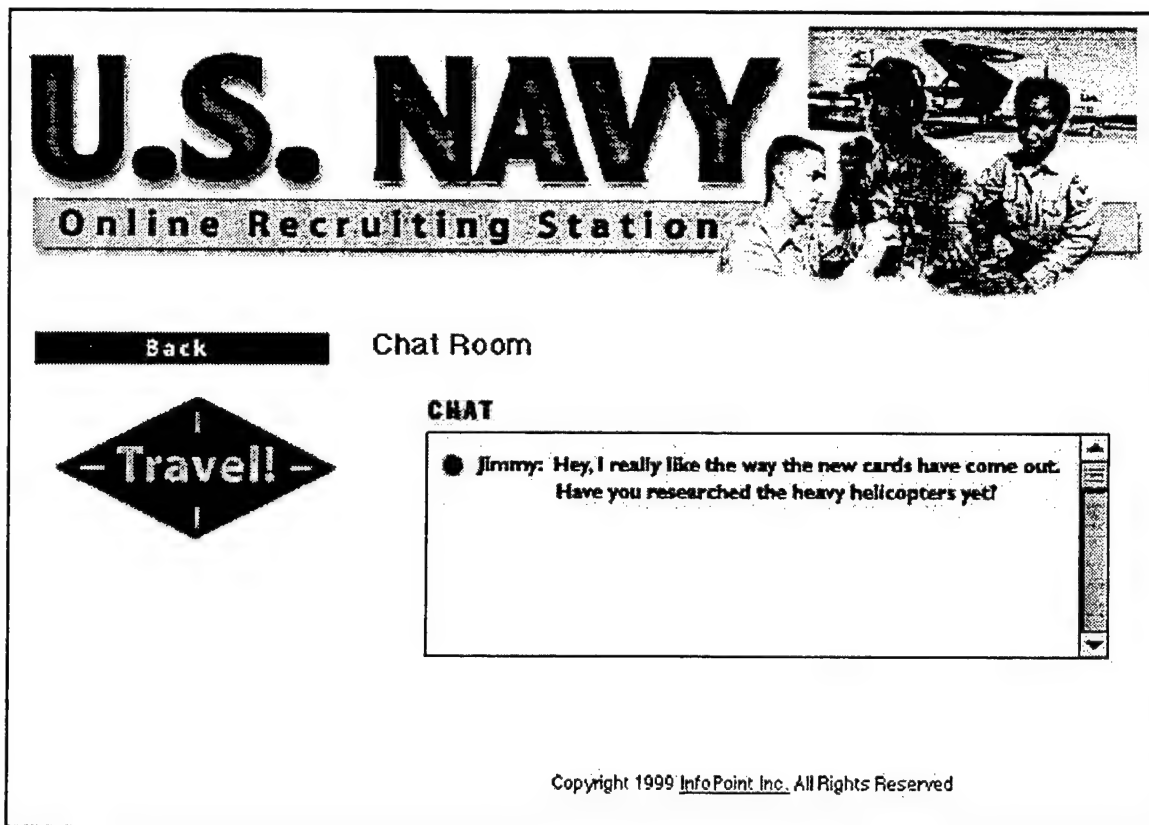 U.S. NAVY
Online Recruiting Station
Back
Chat Room
Travel!
CHAT
Jimmy: Hey, I really like the way the new cards have come out.
Have you researched the heavy helicopters yet?
Copyright 1999 InfoPoint Inc. All Rights Reserved